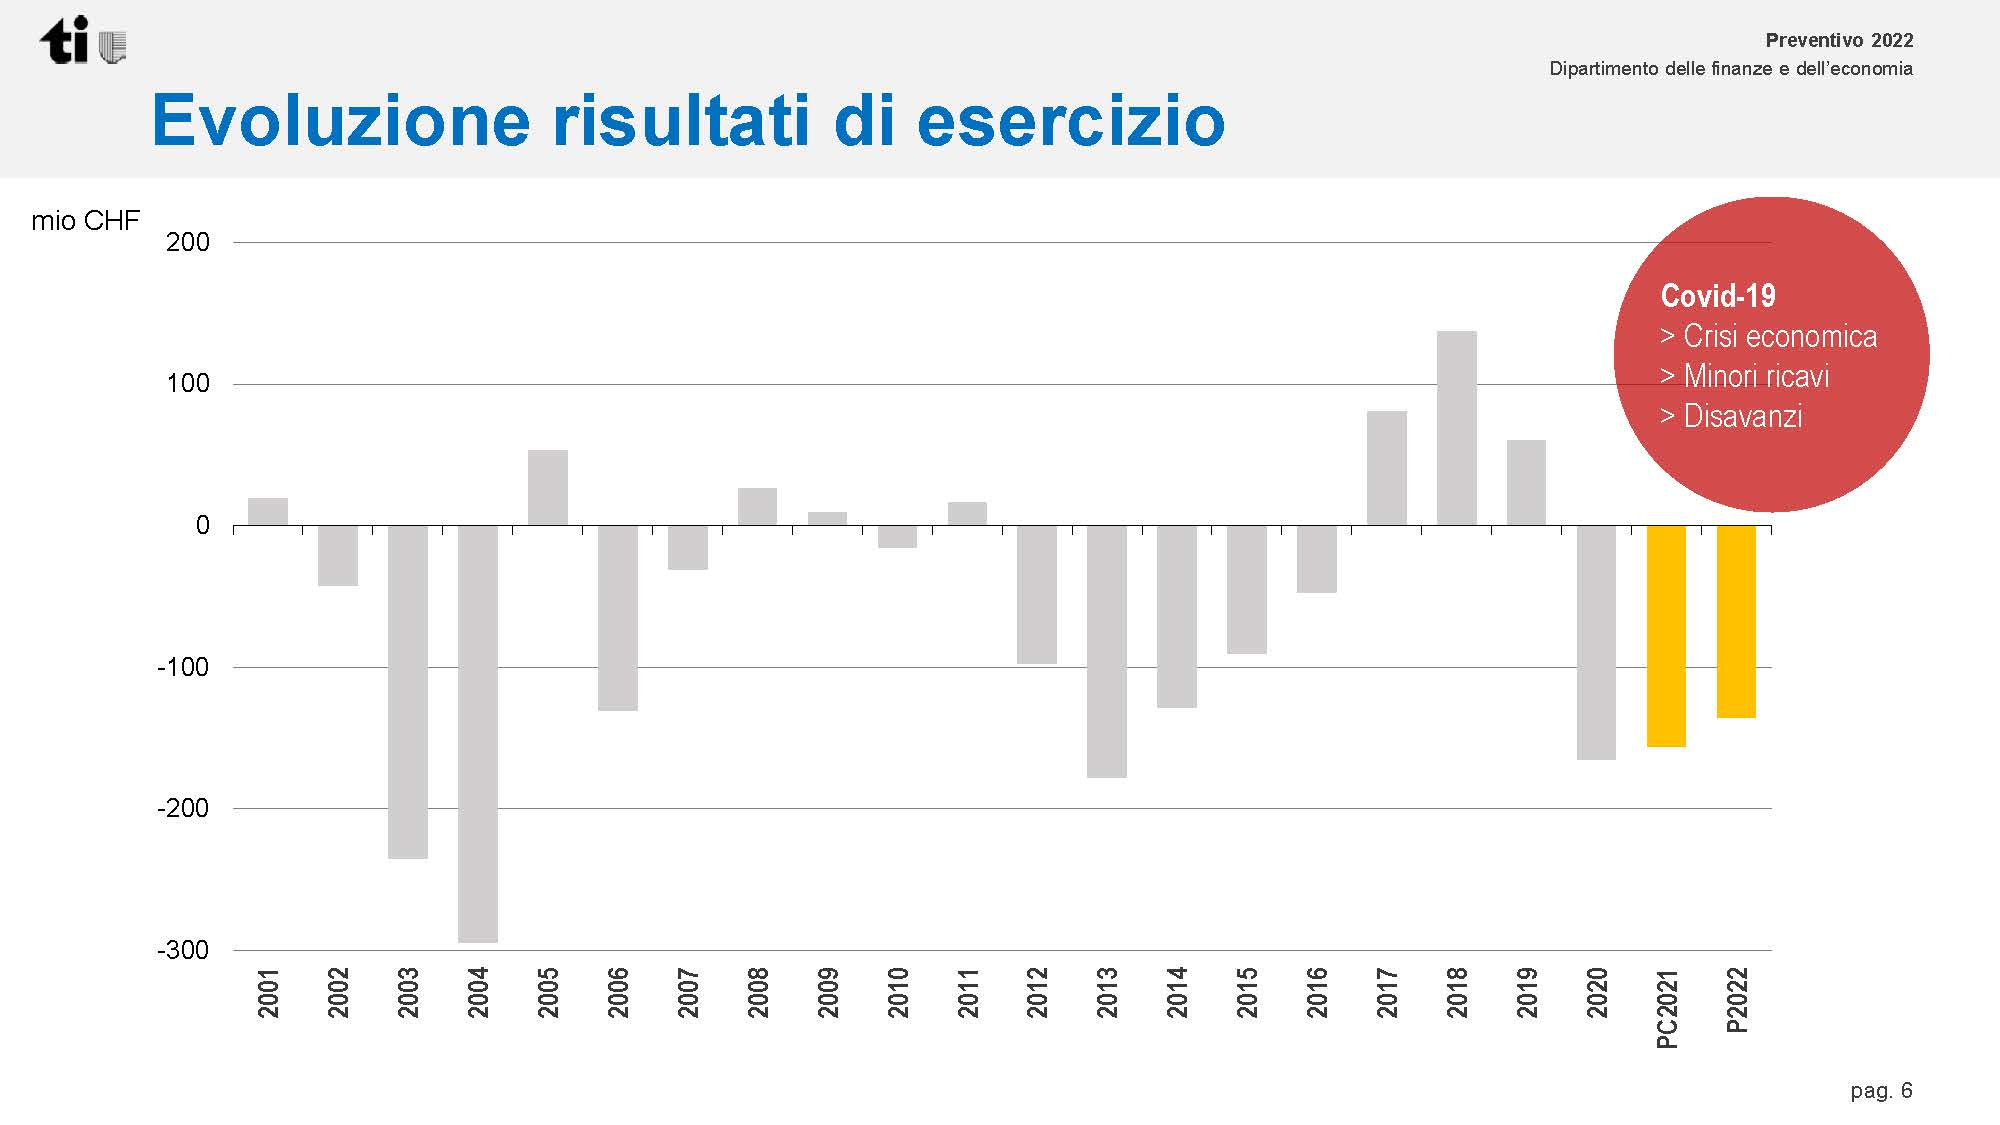 ti
Preventivo 2022
Dipartimento delle finanze e dell'economia
Evoluzione risultati di esercizio
mio CHF
200
100
0
-100
-200
-300
Covid-19
> Crisi economica
> Minori ricavi
> Disavanzi
2001
2002
2003
2004
2005
2006
2007
2008
2009
2010
2011
2012
2013
2014
2015
2016
2017
2018
2019
2020
PC2021
P2022
pag. 6